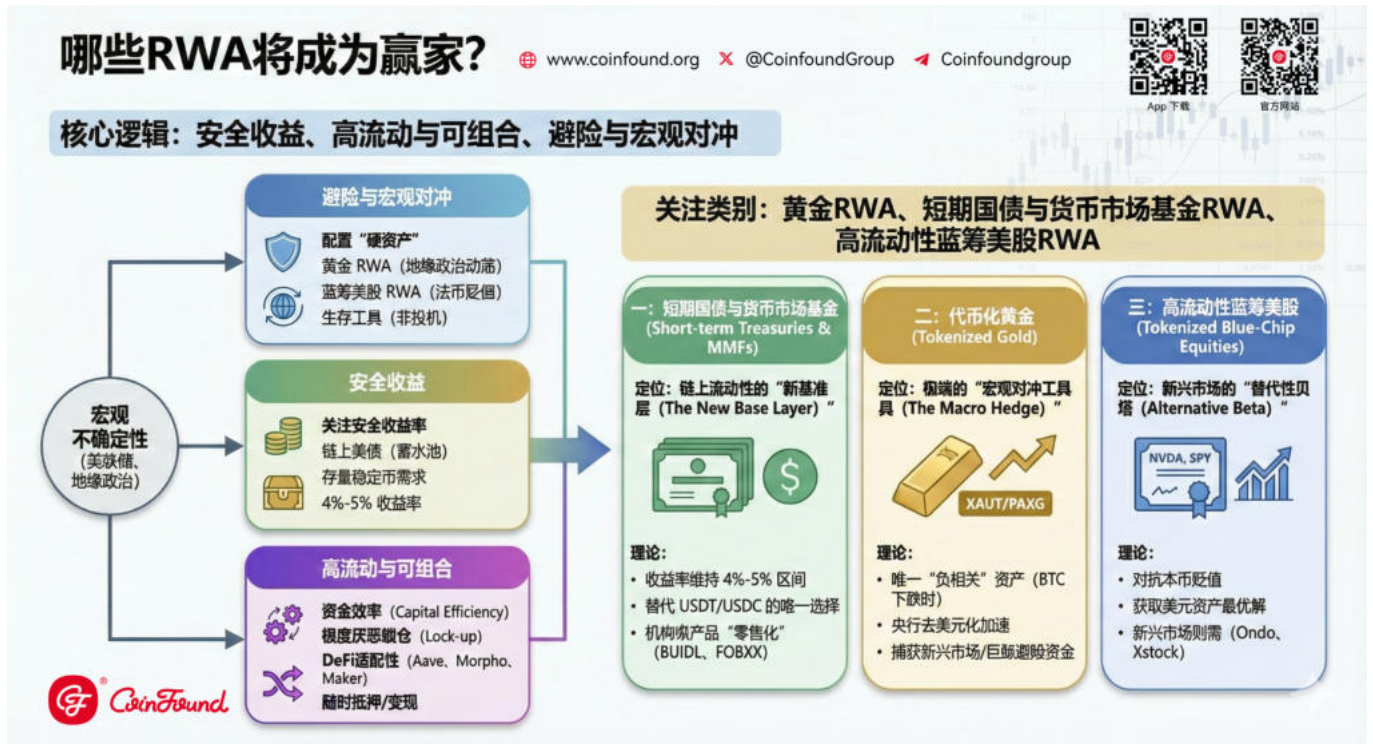 哪些RWA将成为赢家？
www.coinfound.org
@CoinfoundGroup
Coinfoundgroup
App 下载
官方网站
核心逻辑：安全收益、高流动与可组合、避险与宏观对冲
宏观
不确定性
地缘政治）
避险与宏观对冲
配置“硬资产”
黄金 RWA（地缘政治动荡）
蓝筹美股 RWA（法币
生存工具（非投机）
安全收益
关注安全收益率
链上美债（蓄水池）
存量稳定币需求
4%-5% 收益率
高流动与可组合
资金效率（Capital Efficiency）
极度厌恶锁仓（Lock-up）
DeFi适配性（Aave、Morpho、
Maker）
随时抵押/变现
关注类别：黄金RWA、短期国债与货币市场基金RWA、
高流动性蓝筹美股RWA
一：短期国债与货币市场基金
(Short-term Treasuries &
MMFs)
定位：链上流动性的“新基准
层（The New Base Layer）”
理论：
• 收益率维持 4%-5% 区间
• 替代 USDT/USDC 的唯一选择
• 机构 产品“零售化”
（BUIDL、FOBXX）
二：代币化黄金
(Tokenized Gold)
定位：极端的“宏观对冲工具
具（The Macro Hedge）”
XAUT/PAXG
理论：
• 唯一“负相关”资产（BTC
下跌时）
• 央行去美元化加速
• 捕获新兴市场/巨 避险资金
三：高流动性蓝筹美股
(Tokenized Blue-Chip
Equities)
定位：新兴市场的“替代性贝
塔（Alternative Beta）”
NVDA, SPY
理论：
• 对抗本币贬值
• 获取美元资产最优解
• 新兴市场则需（Ondo、
Xstock）
CoinFound